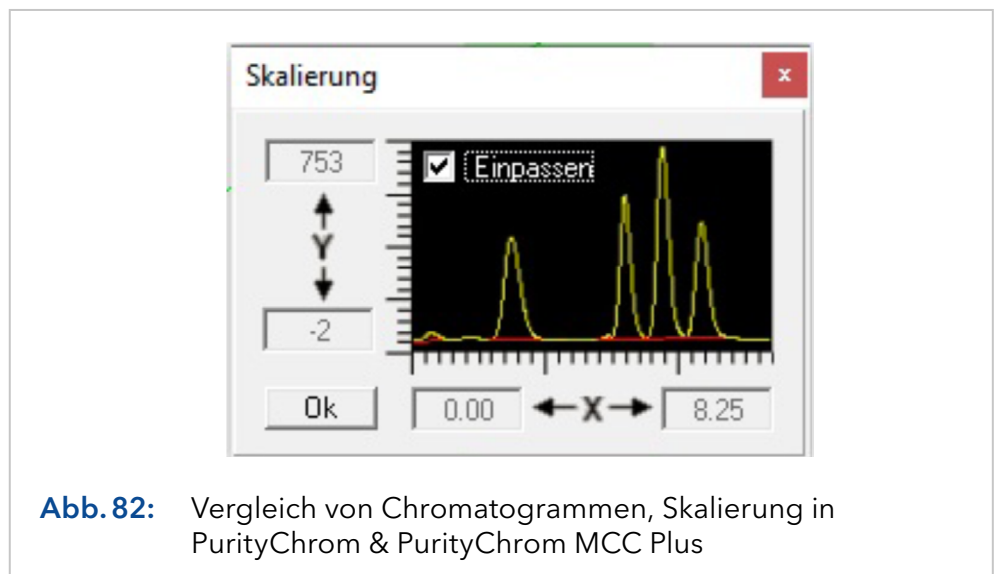 Skalierung
x
753
Einpassen
Y
-2
Ok
0.00
X
8.25
Abb. 82: Vergleich von Chromatogrammen, Skalierung in
PurityChrom & PurityChrom MCC Plus